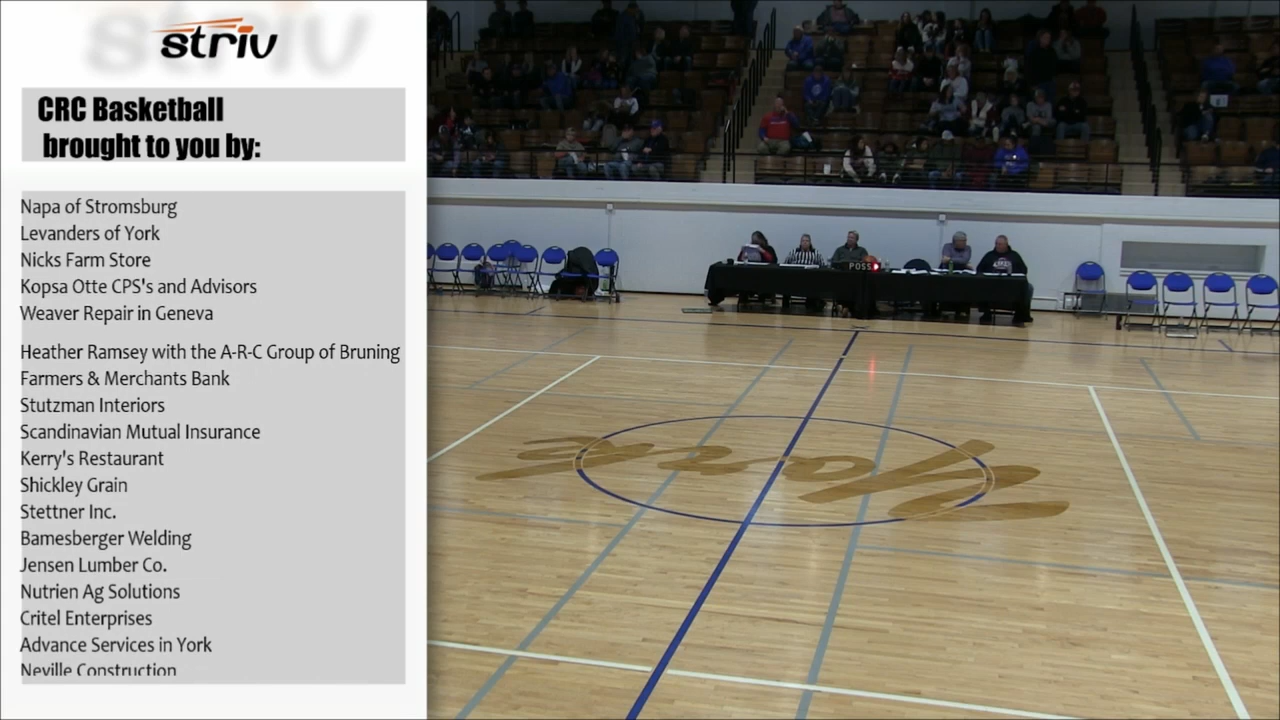 striv
CRC Basketball
brought to you by:
Napa of Stromsburg
Levanders of York
Nicks Farm Store
Kopsa Otte CPS's and Advisors
Weaver Repair in Geneva
Heather Ramsey with the A-R-C Group of Bruning
Farmers & Merchants Bank
Stutzman Interiors
Scandinavian Mutual Insurance
Kerry's Restaurant
Shickley Grain
Stettner Inc.
Bamesberger Welding
Jensen Lumber Co.
Nutrien Ag Solutions
Critel Enterprises
Advance Services in York
Neville Construction
POSS
York